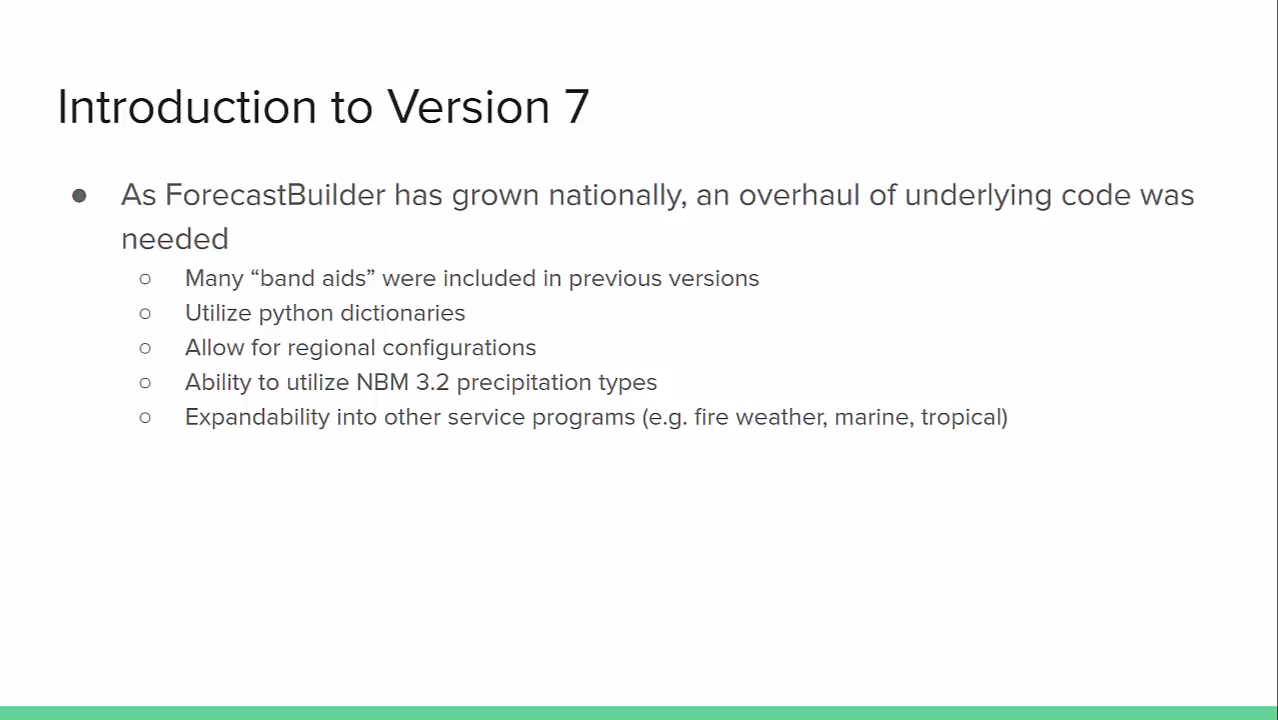 Introduction to Version 7
● As ForecastBuilder has grown nationally, an overhaul of underlying code was
needed
○ Many “band aids” were included in previous versions
○ Utilize python dictionaries
○ Allow for regional configurations
○ Ability to utilize NBM 3.2 precipitation types
○ Expandability into other service programs (e.g. fire weather, marine, tropical)